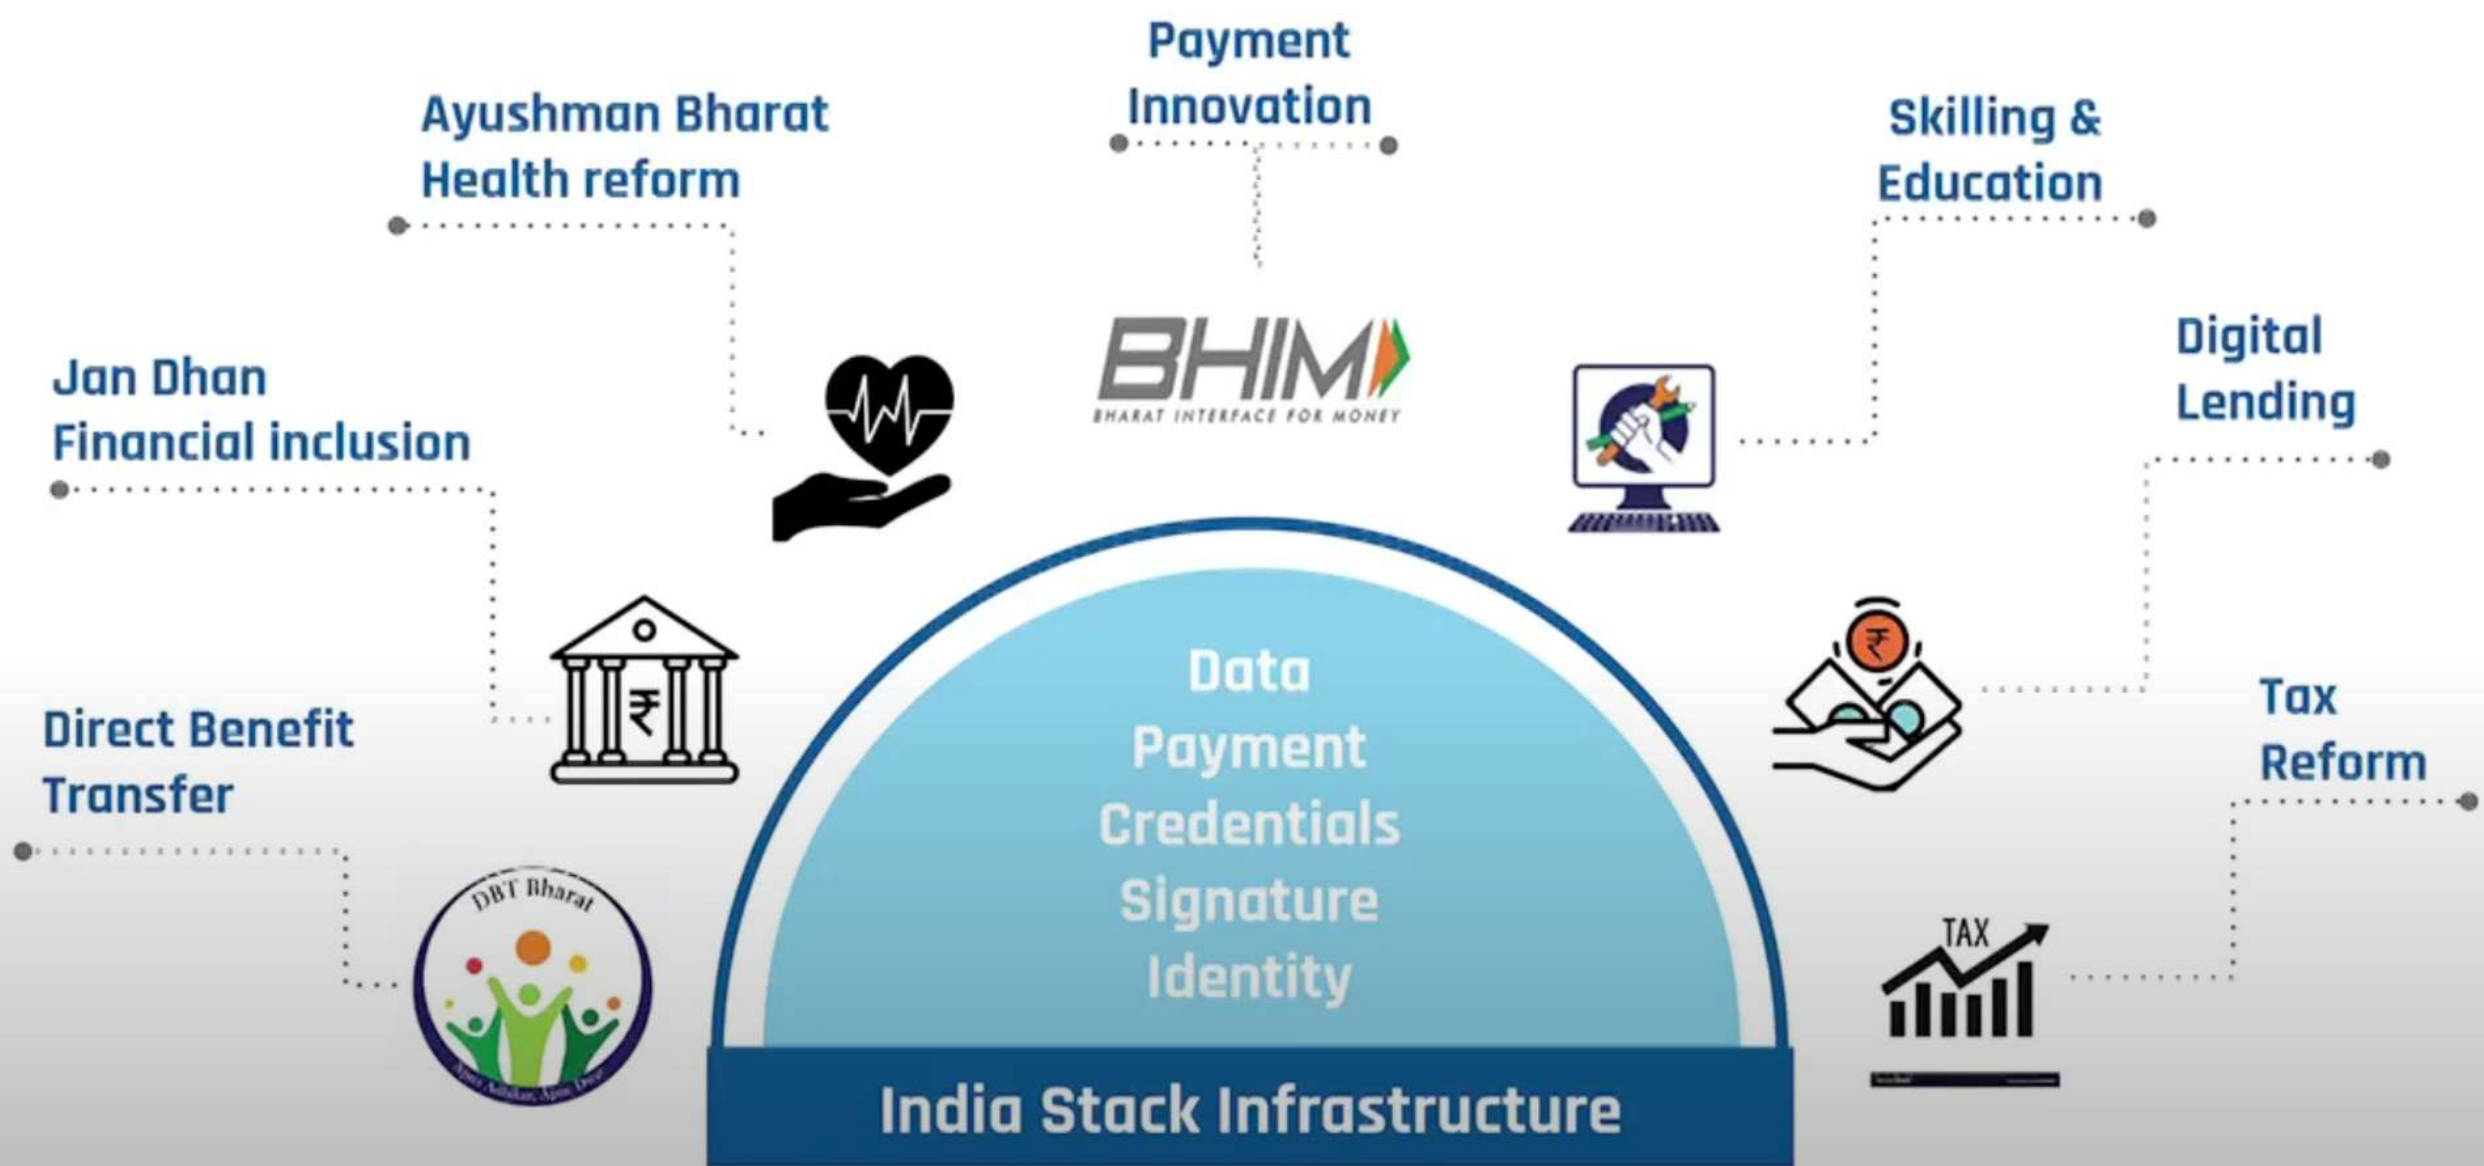 Payment
Innovation
Ayushman Bharat
Health reform
Skilling &
Education
BHIM
BHARAT INTERFACE FOR MONEY
Digital
Lending
Jan Dhan
Financial inclusion
Direct Benefit
Transfer
Tax
Reform
DBT Bharat
TAX
Data
Payment
Credentials
Signature
Identity
India Stack Infrastructure